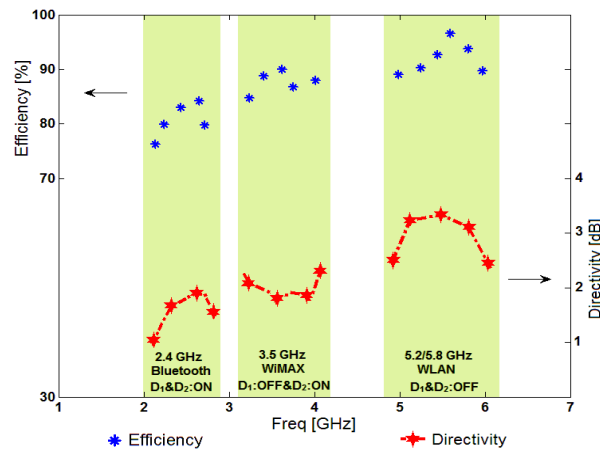 100
90
80
70
30
Efficiency [%]
4
3
2
1
Directivity [dB]
2.4 GHz
Bluetooth
D₁&D₂:ON
3.5 GHz
WiMAX
D₁:OFF&D₂:ON
5.2/5.8 GHz
WLAN
D₁&D₂:OFF
1 2 3 4 5 6 7
Freq [GHz]
Efficiency Directivity